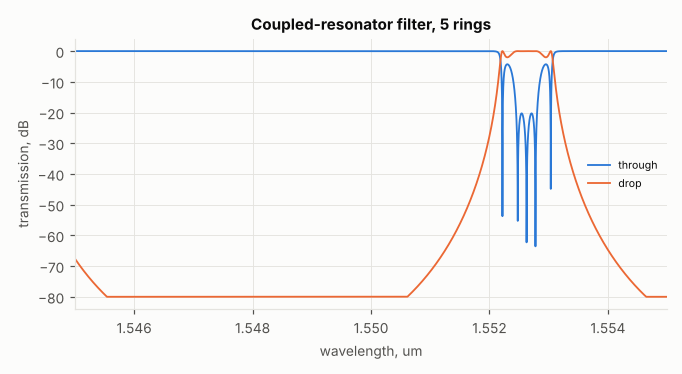 Coupled-resonator filter, 5 rings
transmission, dB
0
−10
−20
−30
−40
−50
−60
−70
−80
through
drop
1.546 1.548 1.550 1.552 1.554
wavelength, um